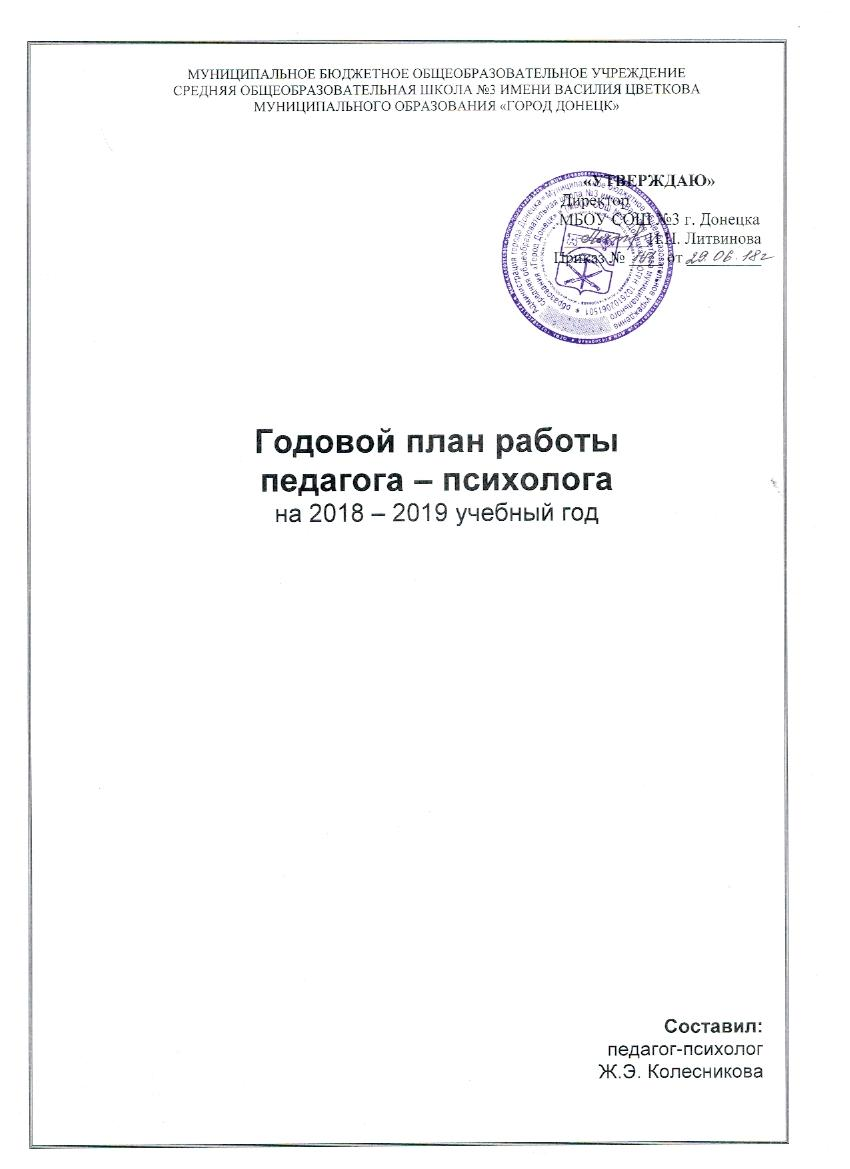 МУНИЦИПАЛЬНОЕ БЮДЖЕТНОЕ ОБЩЕОБРАЗОВАТЕЛЬНОЕ УЧРЕЖДЕНИЕ
СРЕДНЯЯ ОБЩЕОБРАЗОВАТЕЛЬНАЯ ШКОЛА №3 ИМЕНИ ВАСИЛИЯ ЦВЕТКОВА
МУНИЦИПАЛЬНОГО ОБРАЗОВАНИЯ «ГОРОД ДОНЕЦК»
«УТВЕРЖДАЮ»
Директор
МБОУ СОШ №3 г. Донецка
Литвинова
Приказ № от 29.06.18г
Годовой план работы
педагога – психолога
на 2018 – 2019 учебный год
Составил:
педагог-психолог
Ж.Э. Колесникова